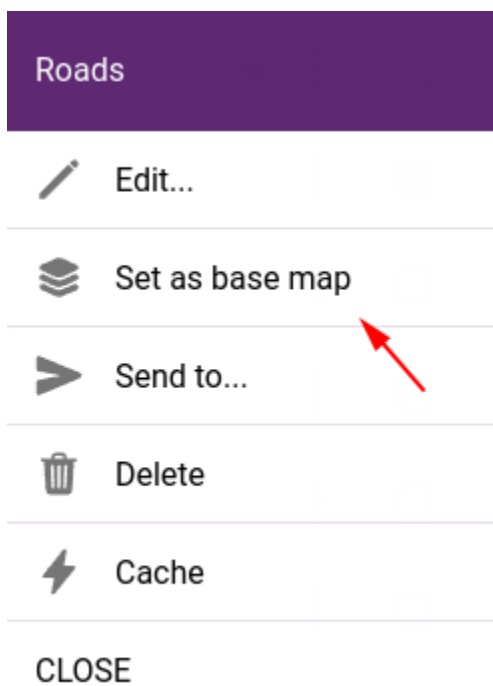 Roads
Edit...
Set as base map
Send to...
Delete
Cache
CLOSE